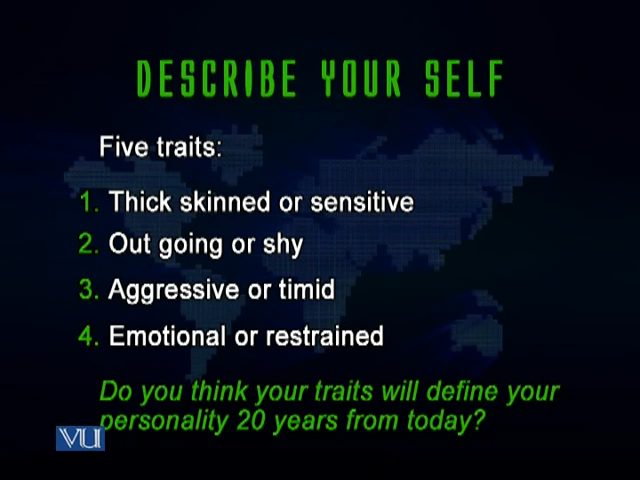 DESCRIBE YOUR SELF
Five traits:
1. Thick skinned or sensitive
2. Out going or shy
3. Aggressive or timid
4. Emotional or restrained
Do you think your traits will define your
personality 20 years from today?
VU